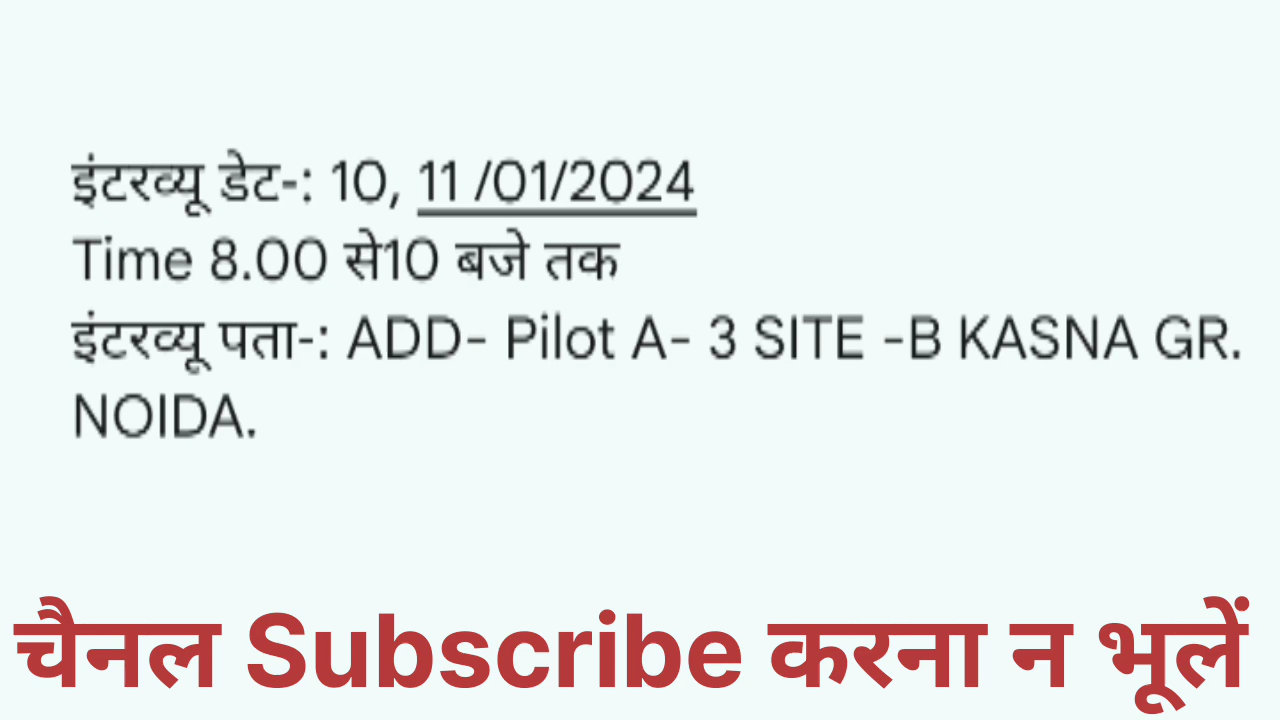 इंटरव्यू डेट-: 10, 11 /01/2024
Time 8.00 से10 बजे तक
इंटरव्यू पता-: ADD- Pilot A- 3 SITE -B KASNA GR.
NOIDA.
चैनल Subscribe करना न भूलें